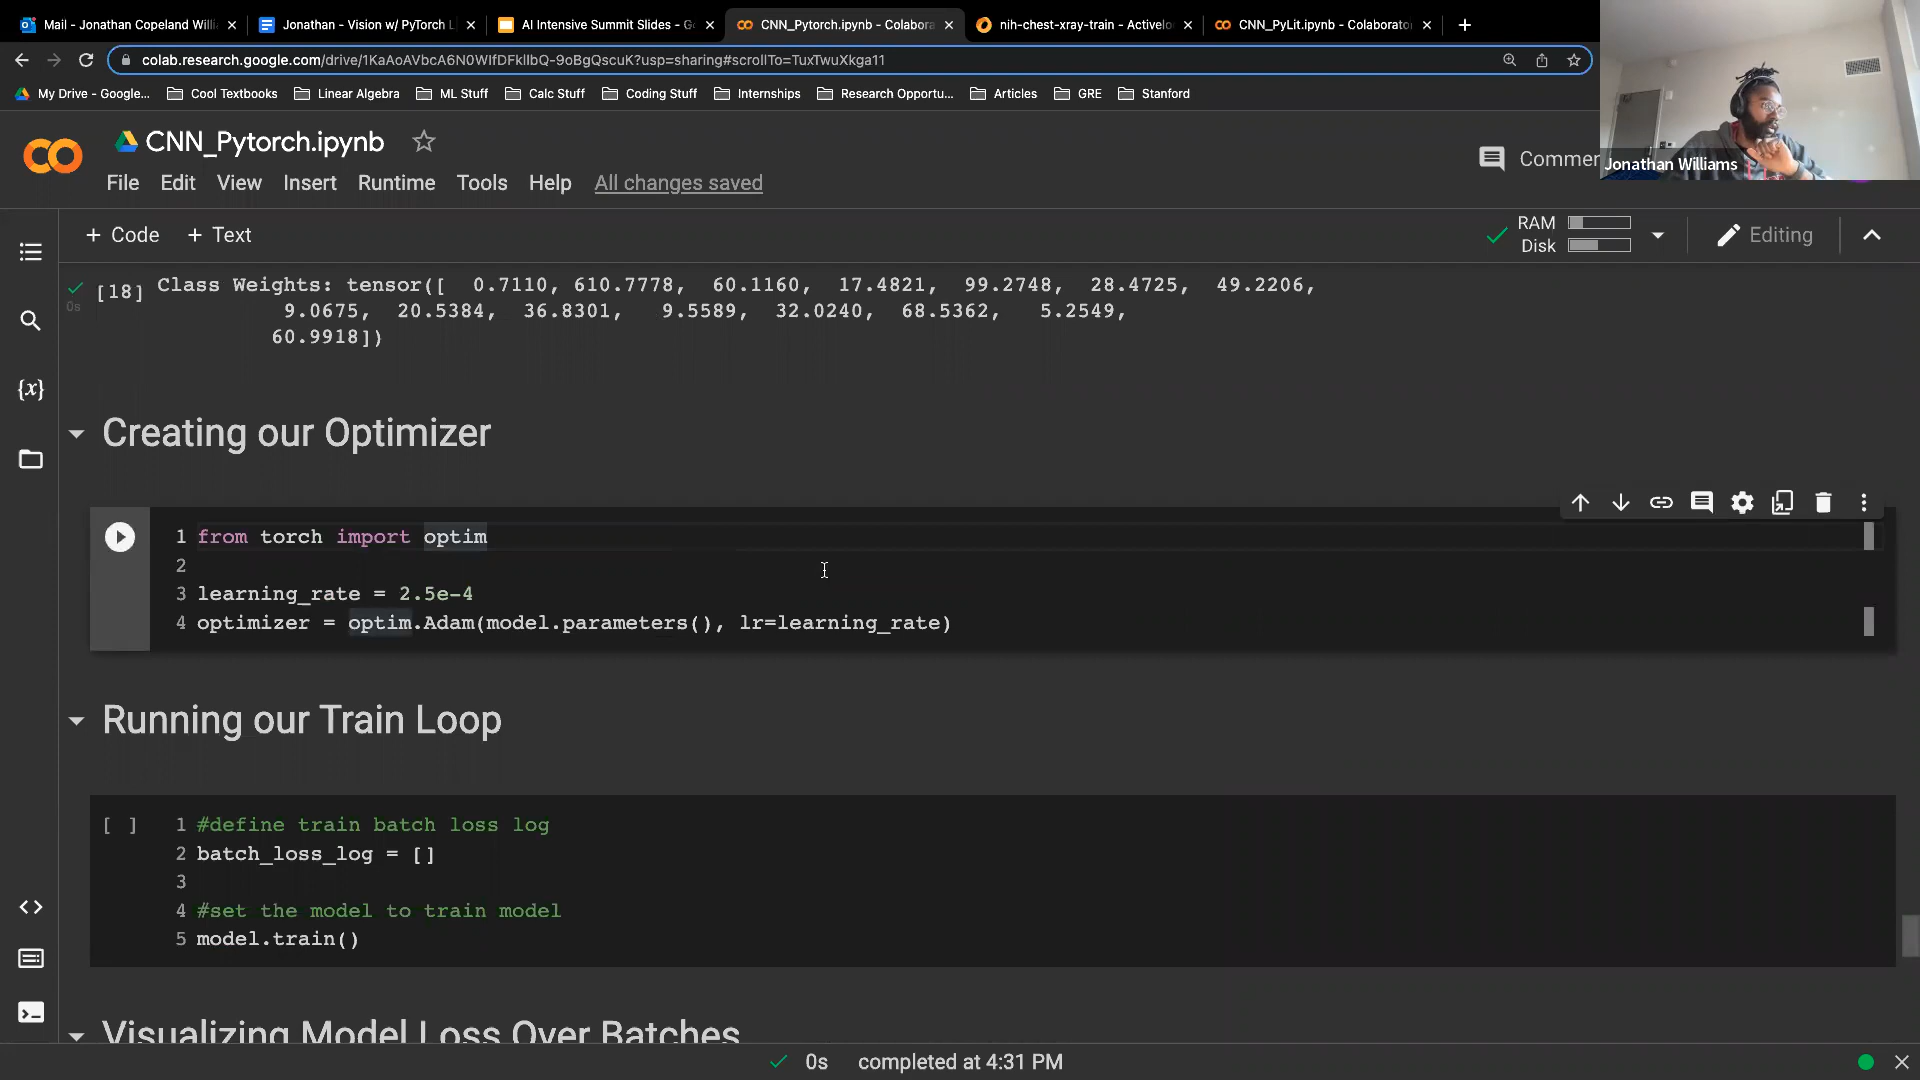 Mail - Jonathan Copeland Willi
Jonathan - Vision w/ PyTorch L
AI Intensive Summit Slides - G
CNN_Pytorch.ipynb - Colabora
nih-chest-xray-train - Activelo
CNN_PyLit.ipynb - Colaborato
colab.research.google.com/drive/1KaAoAVbcA6N0WIfDFklIbQ-9oBgQscuK?usp=sharing#scrollTo=TuxTwuXkga11
My Drive - Google...
Cool Textbooks
Linear Algebra
ML Stuff
Calc Stuff
Coding Stuff
Internships
Research Opportu...
Articles
GRE
Stanford
CNN_Pytorch.ipynb
Commen
Jonathan Williams
File Edit View Insert Runtime Tools Help All changes saved
+ Code + Text
RAM
Disk
Editing
[18] Class Weights: tensor([ 0.7110, 610.7778, 60.1160, 17.4821, 99.2748, 28.4725, 49.2206,
0s
9.0675, 20.5384, 36.8301, 9.5589, 32.0240, 68.5362, 5.2549,
60.9918])
{x}
Creating our Optimizer
1 from torch import optim
2
3 learning_rate = 2.5e-4
4 optimizer = optim.Adam(model.parameters(), lr=learning_rate)
Running our Train Loop
[ ] 1 #define train batch loss log
2 batch_loss_log = []
3
4 #set the model to train model
5 model.train()
Visualizing Model Loss Over Batches
0s completed at 4:31 PM